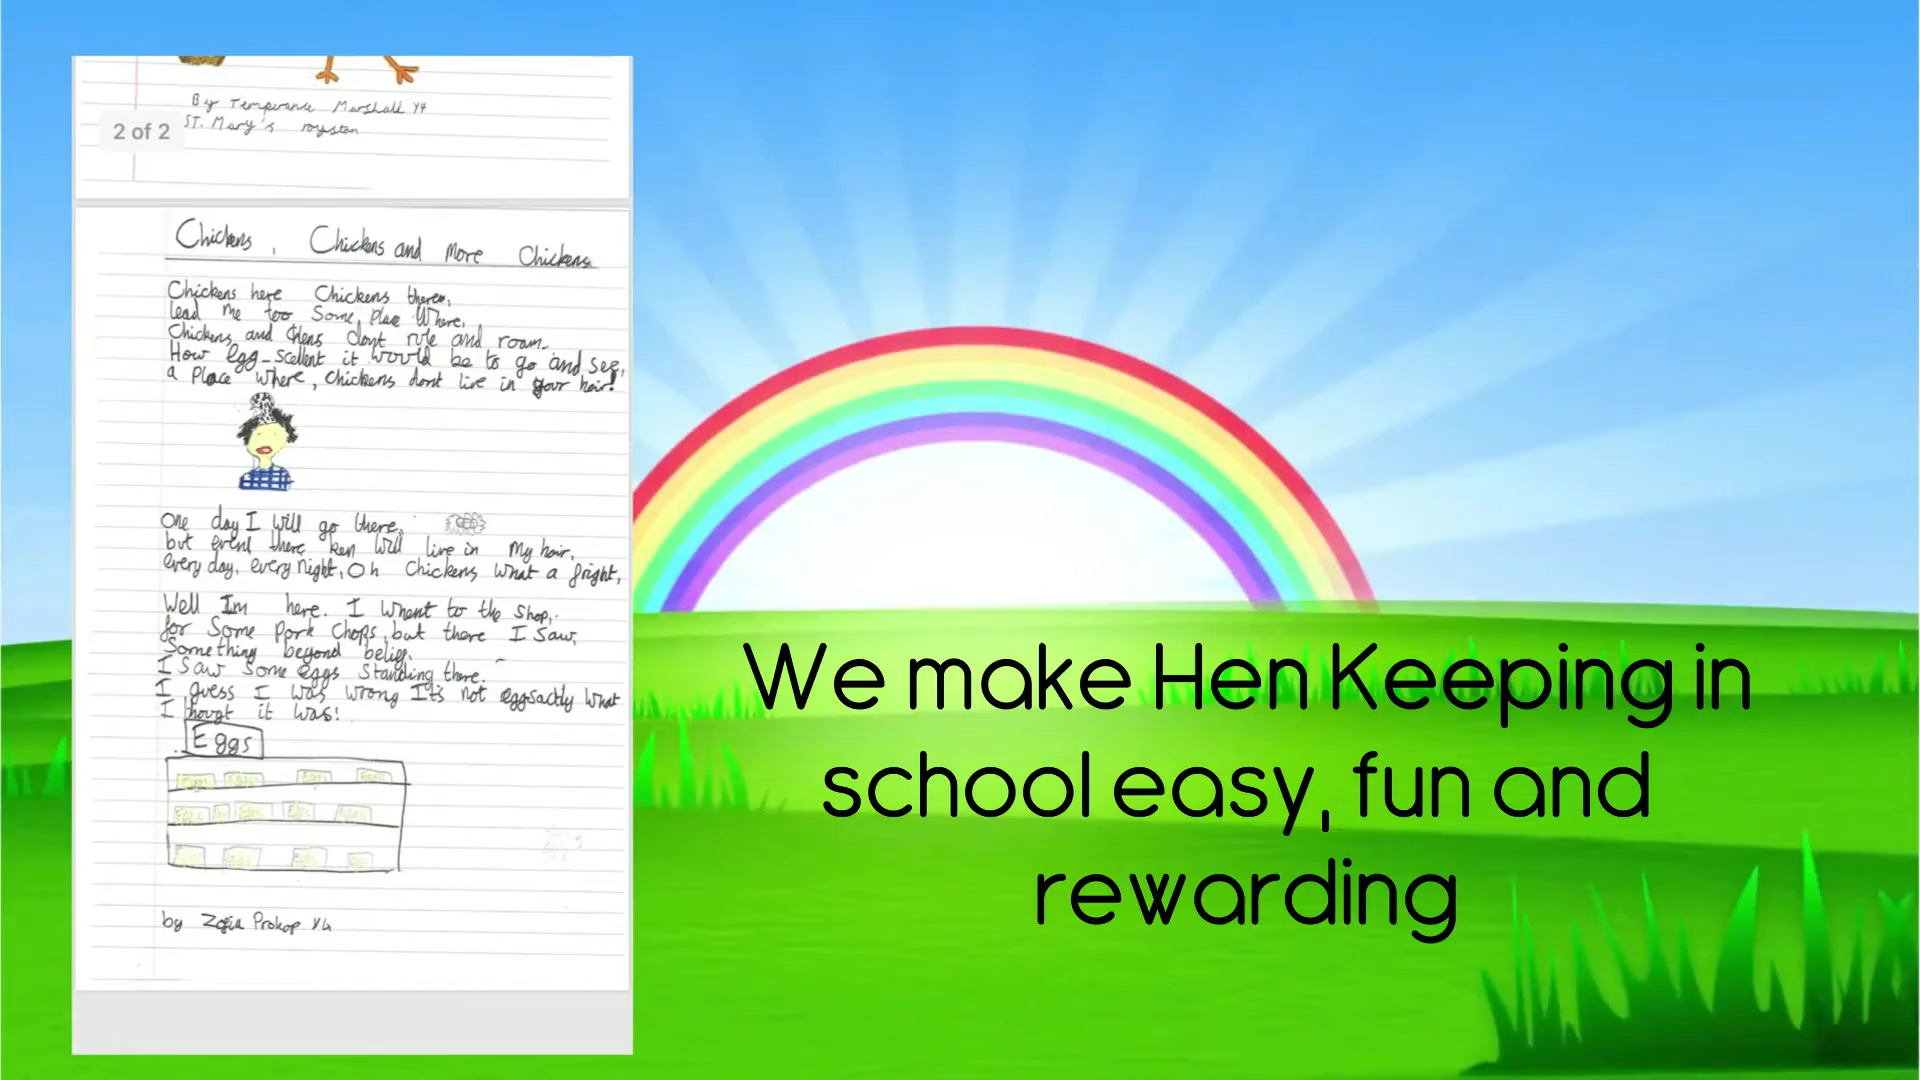 By Temperance Marshall Y4
ST. Mary's royston
2 of 2
Chickens, Chickens and More Chickens
Chickens here Chickens there,
lead me too Some place Where,
Chickens and hens dont rule and roam.
How egg-scellent it would be to go and see,
a Place where, chickens dont live in your hair!
One day I will go there,
but there will live in My hair,
every day, every night, Oh Chickens What a fright,
Well Im here. I Whent to the Shop,
for Some Pork Chops, but there I Saw,
Something beyond belief.
I Saw Some eggs Standing there.
I guess I was wrong It's not eggsactly what
I it was!
Eggs
Eggs Eggs Eggs
Eggs Eggs Eggs
by Zofia Prokop Y4
We make Hen Keeping in
school easy, fun and
rewarding